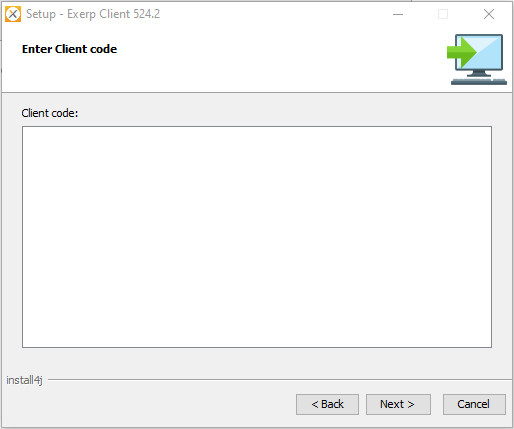 Setup - Exerp Client 524.2
Enter Client code
Client code:
install4j
< Back
Next >
Cancel